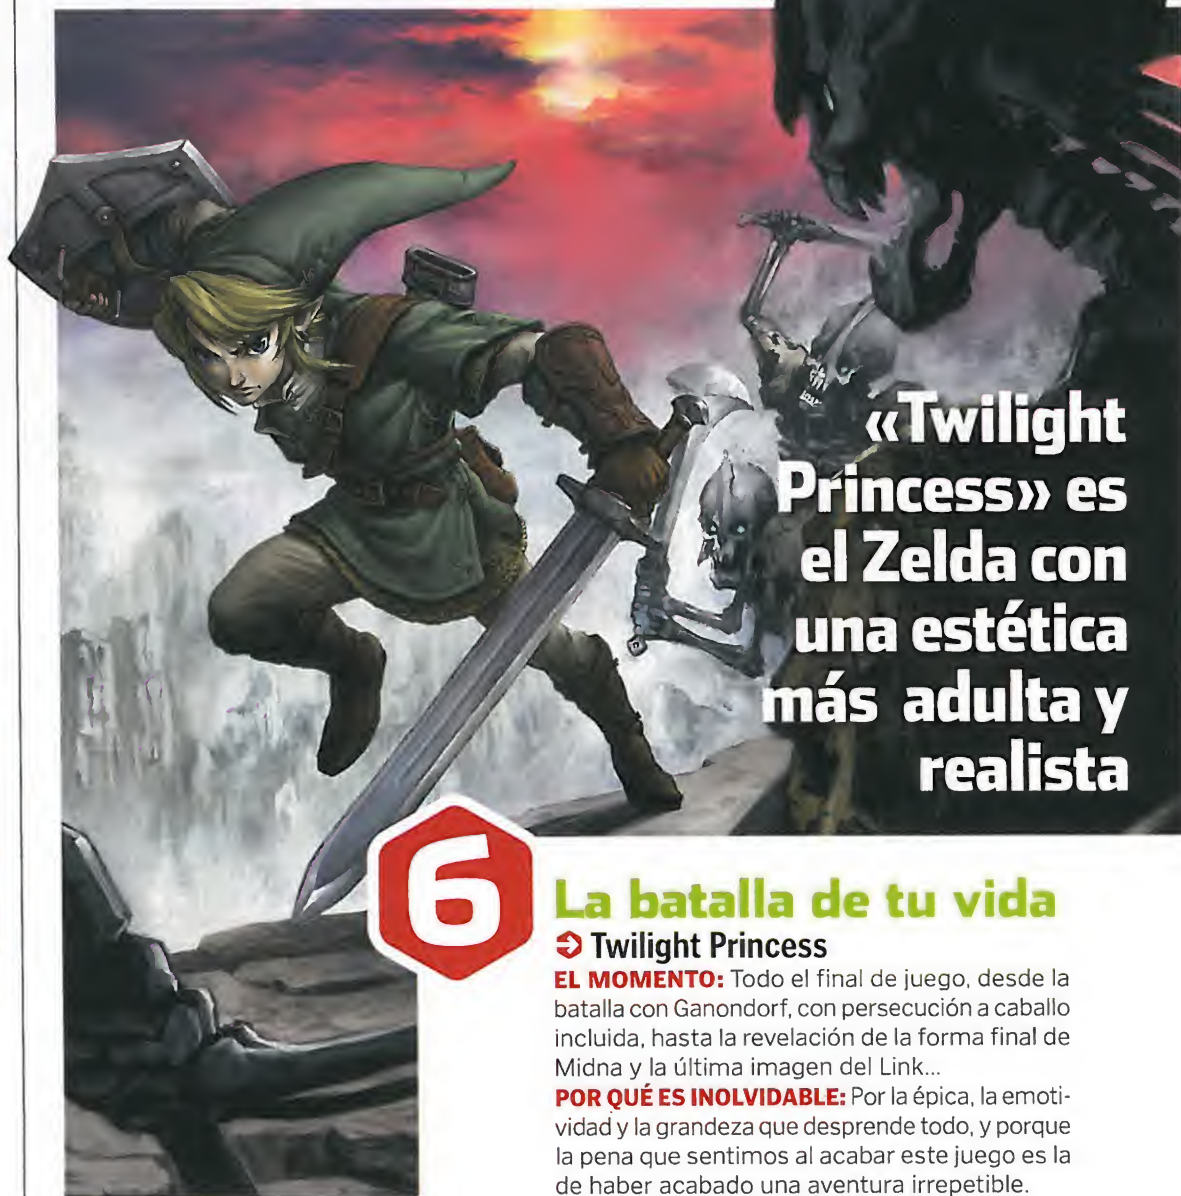 «Twilight
Princess» es
el Zelda con
una estética
más adulta y
realista
6
La batalla de tu vida
Twilight Princess
EL MOMENTO: Todo el final de juego, desde la
batalla con Ganondorf, con persecución a caballo
incluida, hasta la revelación de la forma final de
Midna y la última imagen del Link...
POR QUÉ ES INOLVIDABLE: Por la épica, la emoti-
vidad y la grandeza que desprende todo, y porque
la pena que sentimos al acabar este juego es la
de haber acabado una aventura irrepetible.